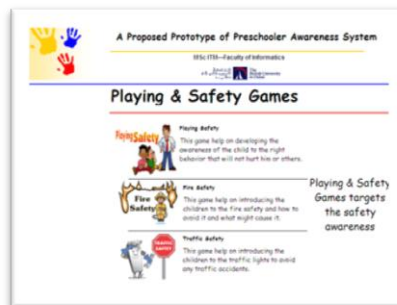 A Proposed Prototype of Preschooler Awareness System
MSc ITM—Faculty of Informatics
Playing & Safety Games
Playing Safety
Playing Safety
This game help on developing the
awareness of the child to the right
behavior that will not hurt him or others.
Fire
Safety
Fire Safety
This game help on introducing the
children to the fire safety and how to
avoid it and what might cause it.
Playing & Safety
Games targets
the safety
awareness
TRAFFIC
SAFETY
Traffic Safety
This game help on introducing the
children to the traffic lights to avoid
any traffic accidents.